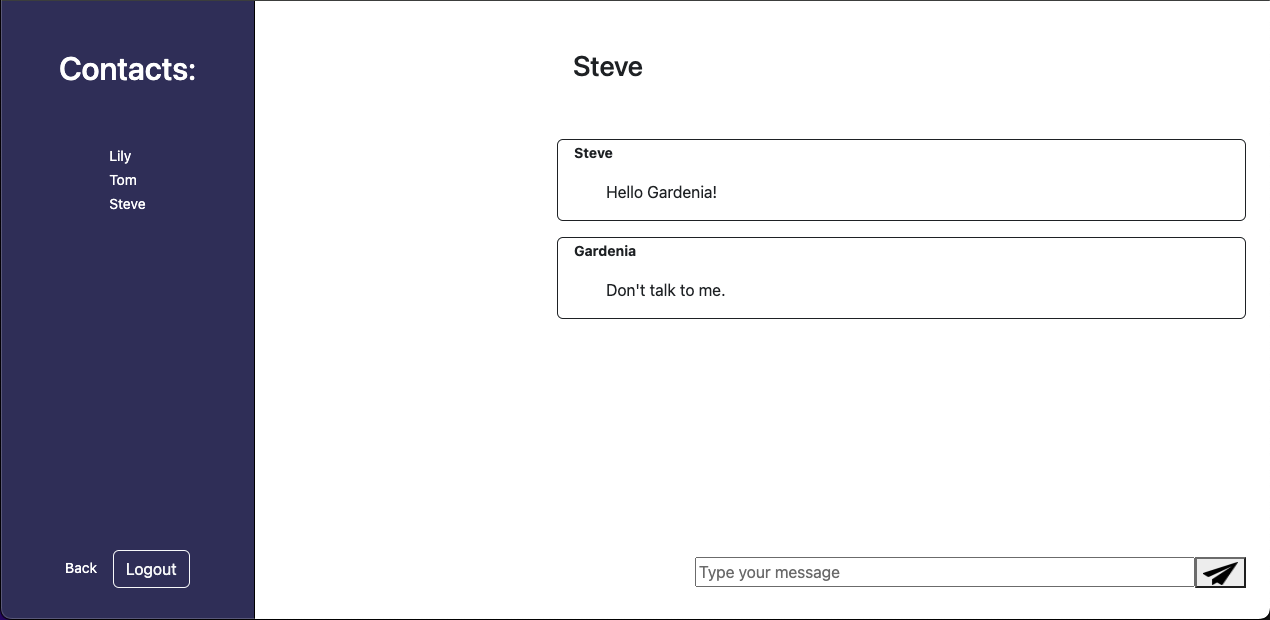 Contacts:
Lily
Tom
Steve
Back
Logout
Steve
Steve
Hello Gardenia!
Gardenia
Don't talk to me.
Type your message